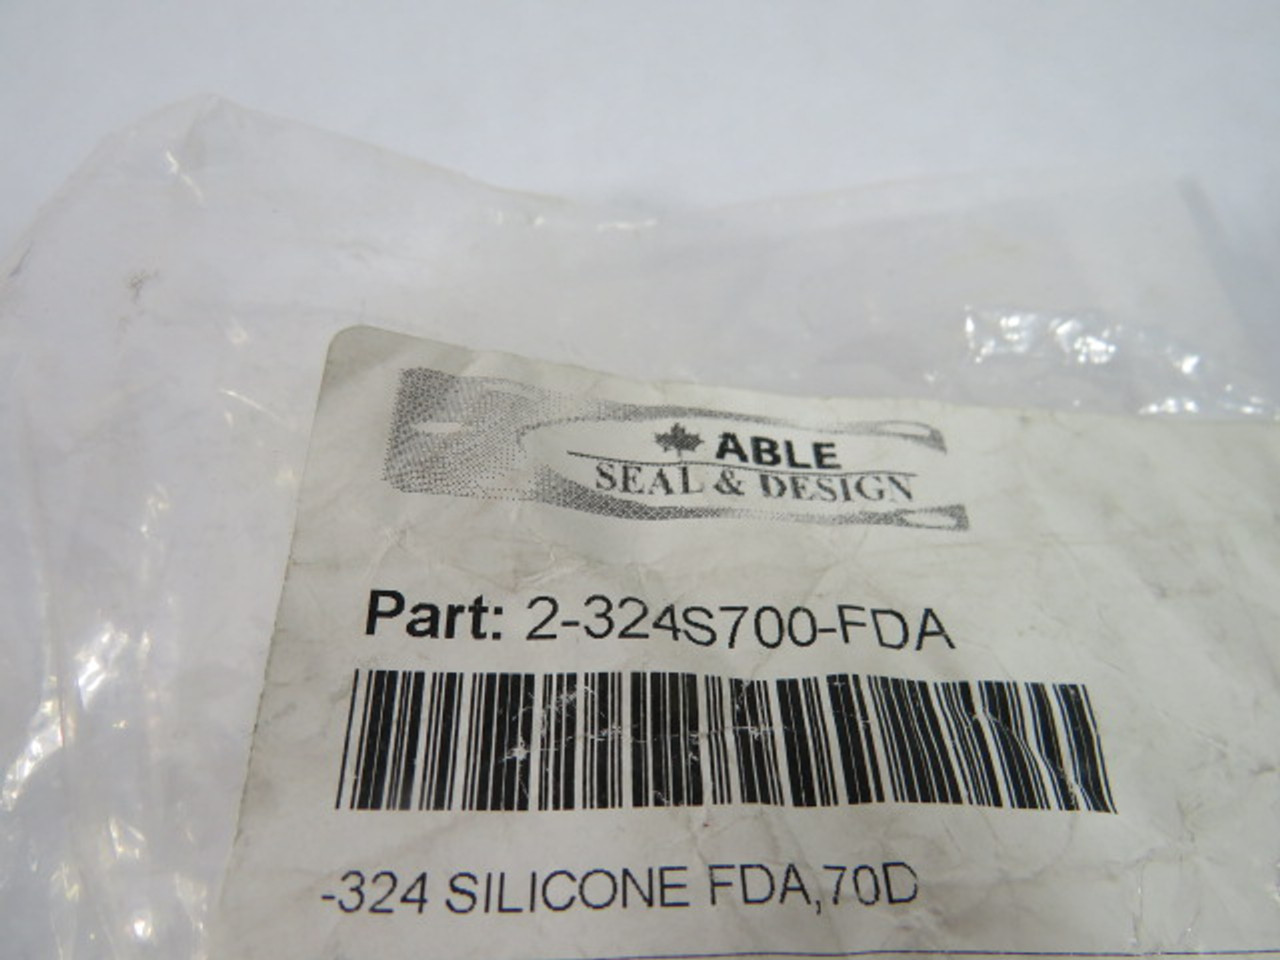 ABLE
SEAL & DESIGN
Part: 2-324S700-FDA
-324 SILICONE FDA,70D